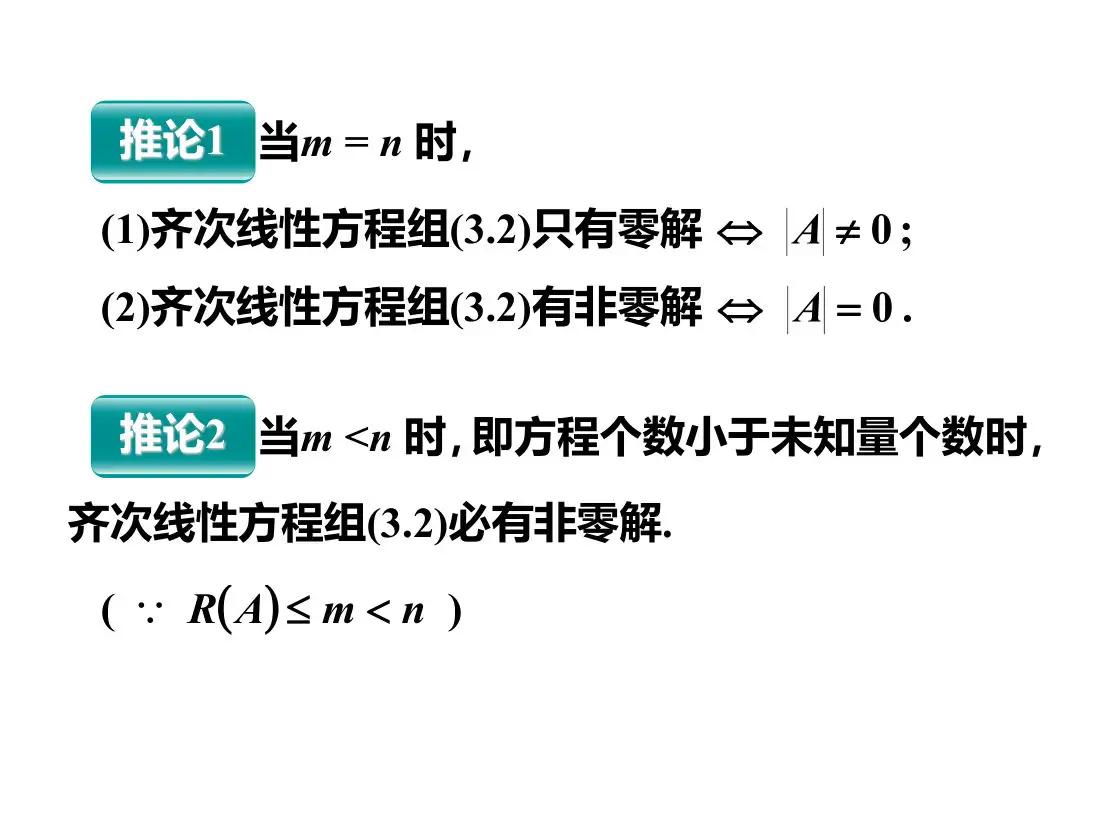 推论1 当m = n 时,
(1)齐次线性方程组(3.2)只有零解 ⇔ |A| ≠ 0 ;
(2)齐次线性方程组(3.2)有非零解 ⇔ |A| = 0 .
推论2 当m <n 时, 即方程个数小于未知量个数时,
齐次线性方程组(3.2)必有非零解.
( ∵ R(A) ≤ m < n )